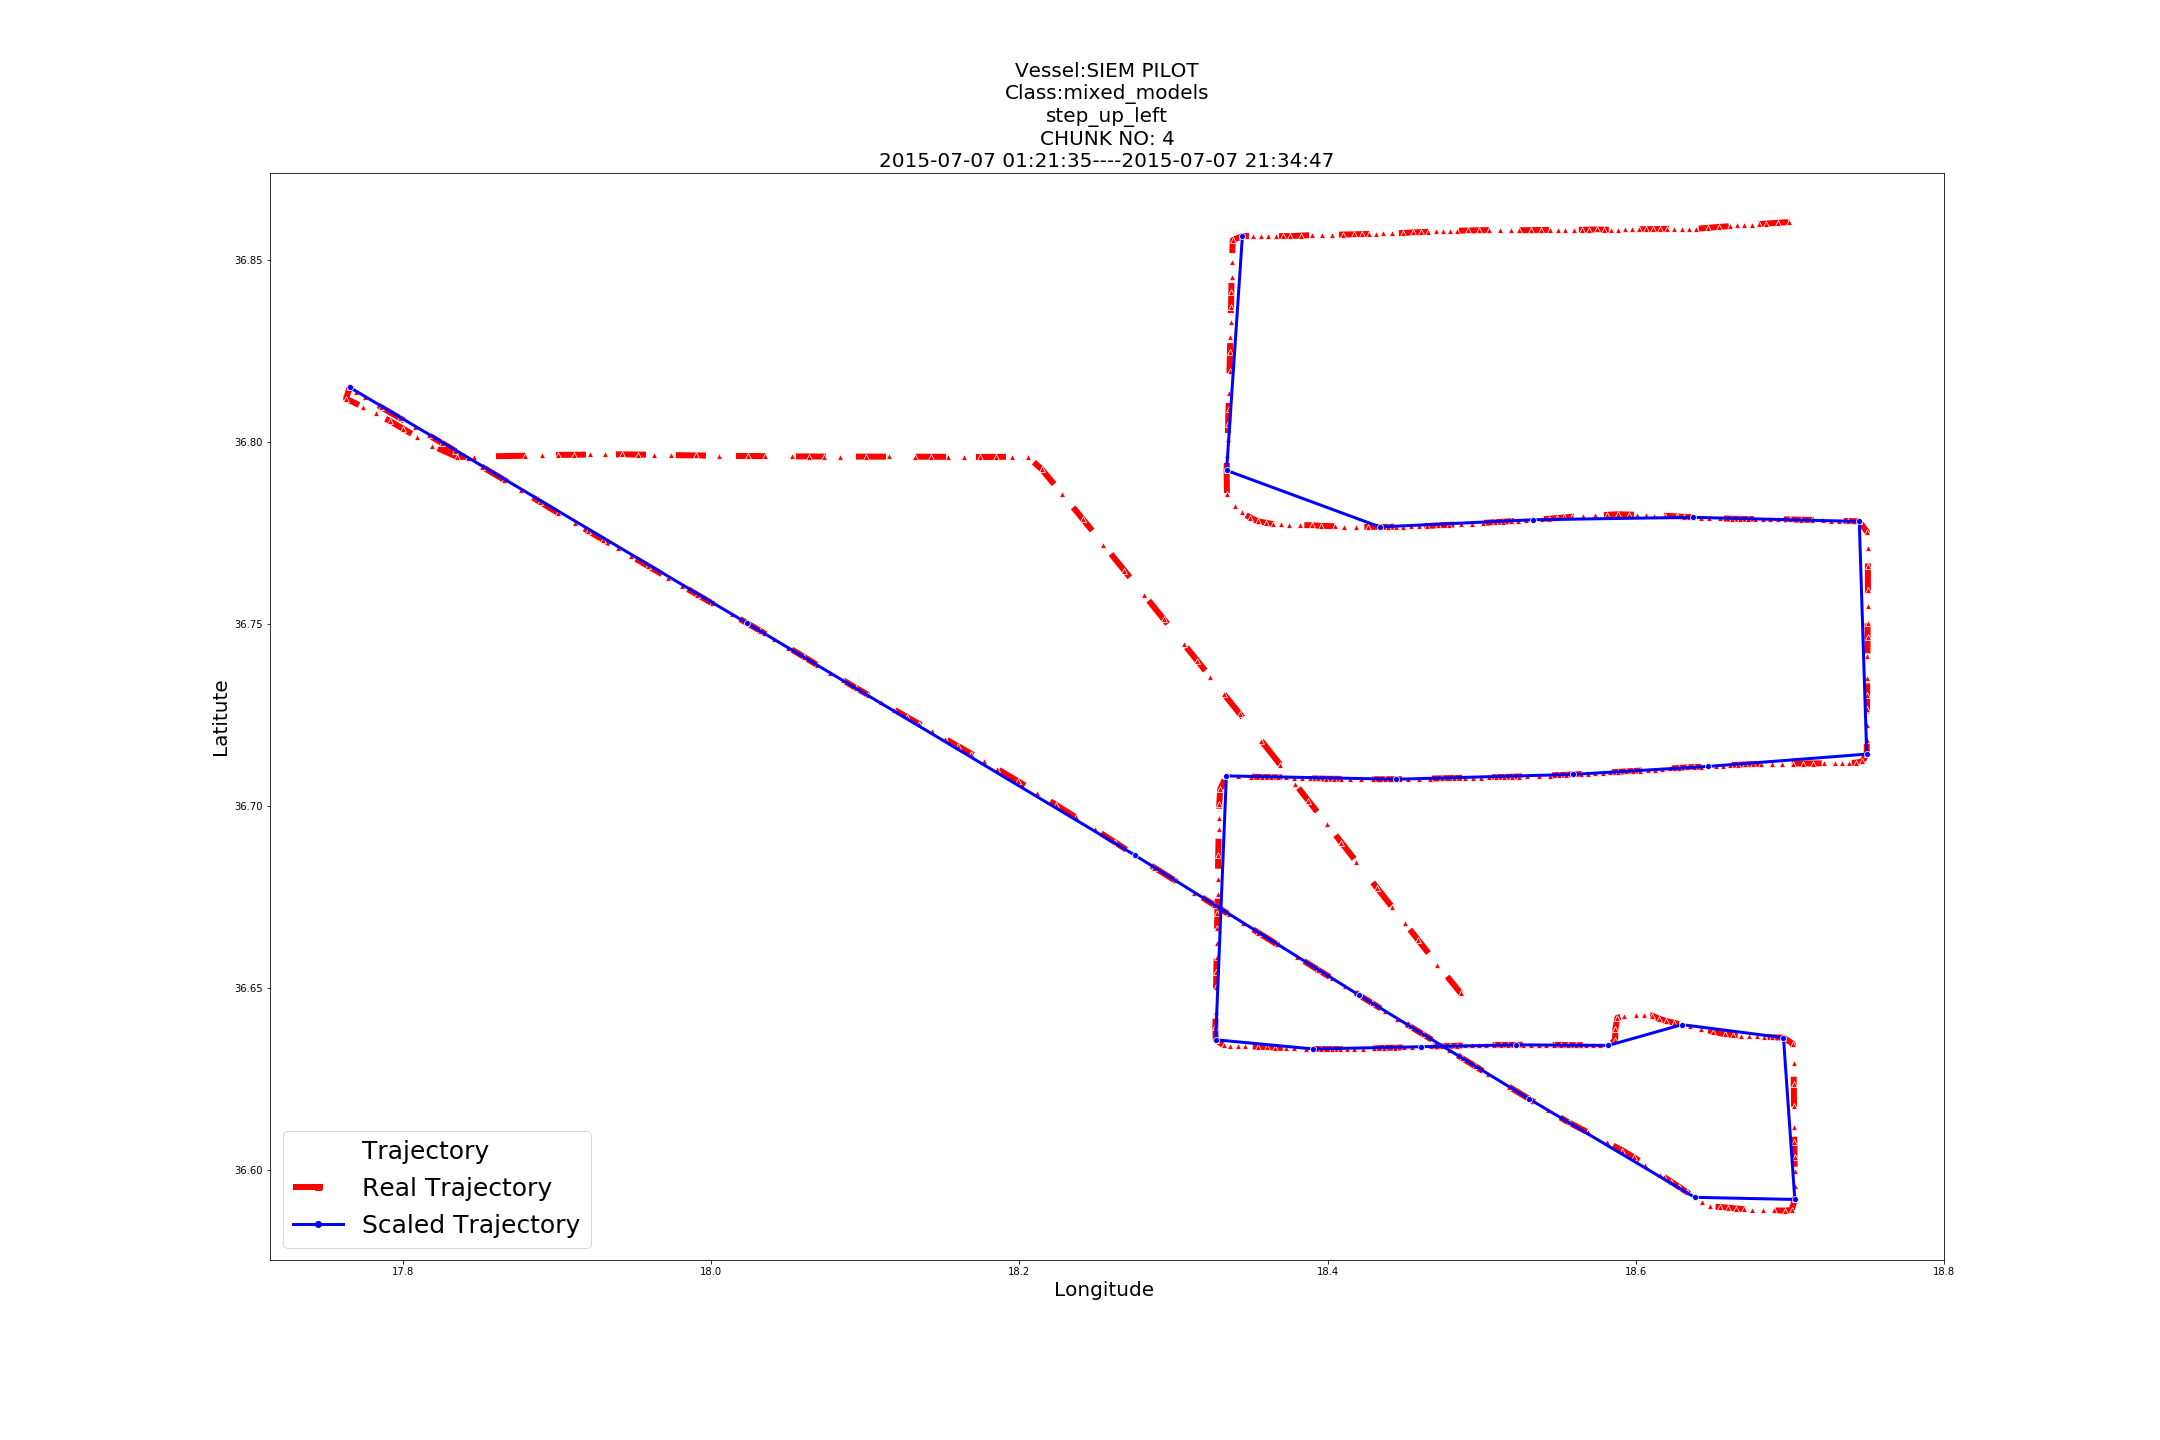 Vessel:SIEM PILOT
Class:mixed_models
step_up_left
CHUNK NO: 4
2015-07-07 01:21:35----2015-07-07 21:34:47
36.85
36.80
36.75
36.70
36.65
36.60
Latitute
Trajectory
Real Trajectory
Scaled Trajectory
17.8
18.0
18.2
18.4
18.6
18.8
Longitude